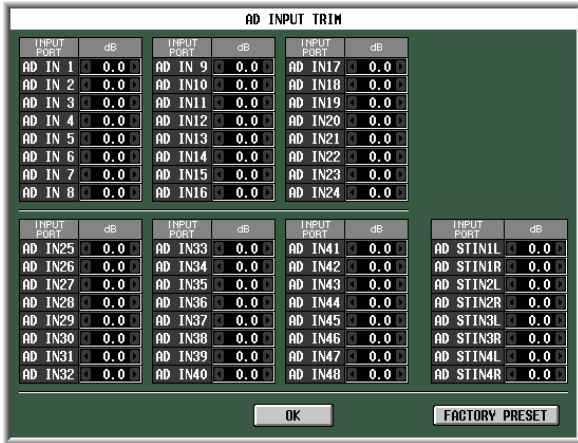 AD INPUT TRIM
INPUT PORT dB INPUT PORT dB INPUT PORT dB
AD IN 1 0.0 AD IN 9 0.0 AD IN17 0.0
AD IN 2 0.0 AD IN10 0.0 AD IN18 0.0
AD IN 3 0.0 AD IN11 0.0 AD IN19 0.0
AD IN 4 0.0 AD IN12 0.0 AD IN20 0.0
AD IN 5 0.0 AD IN13 0.0 AD IN21 0.0
AD IN 6 0.0 AD IN14 0.0 AD IN22 0.0
AD IN 7 0.0 AD IN15 0.0 AD IN23 0.0
AD IN 8 0.0 AD IN16 0.0 AD IN24 0.0
INPUT PORT dB INPUT PORT dB INPUT PORT dB INPUT PORT dB
AD IN25 0.0 AD IN33 0.0 AD IN41 0.0 AD STIN1L 0.0
AD IN26 0.0 AD IN34 0.0 AD IN42 0.0 AD STIN1R 0.0
AD IN27 0.0 AD IN35 0.0 AD IN43 0.0 AD STIN2L 0.0
AD IN28 0.0 AD IN36 0.0 AD IN44 0.0 AD STIN2R 0.0
AD IN29 0.0 AD IN37 0.0 AD IN45 0.0 AD STIN3L 0.0
AD IN30 0.0 AD IN38 0.0 AD IN46 0.0 AD STIN3R 0.0
AD IN31 0.0 AD IN39 0.0 AD IN47 0.0 AD STIN4L 0.0
AD IN32 0.0 AD IN40 0.0 AD IN48 0.0 AD STIN4R 0.0
OK FACTORY PRESET